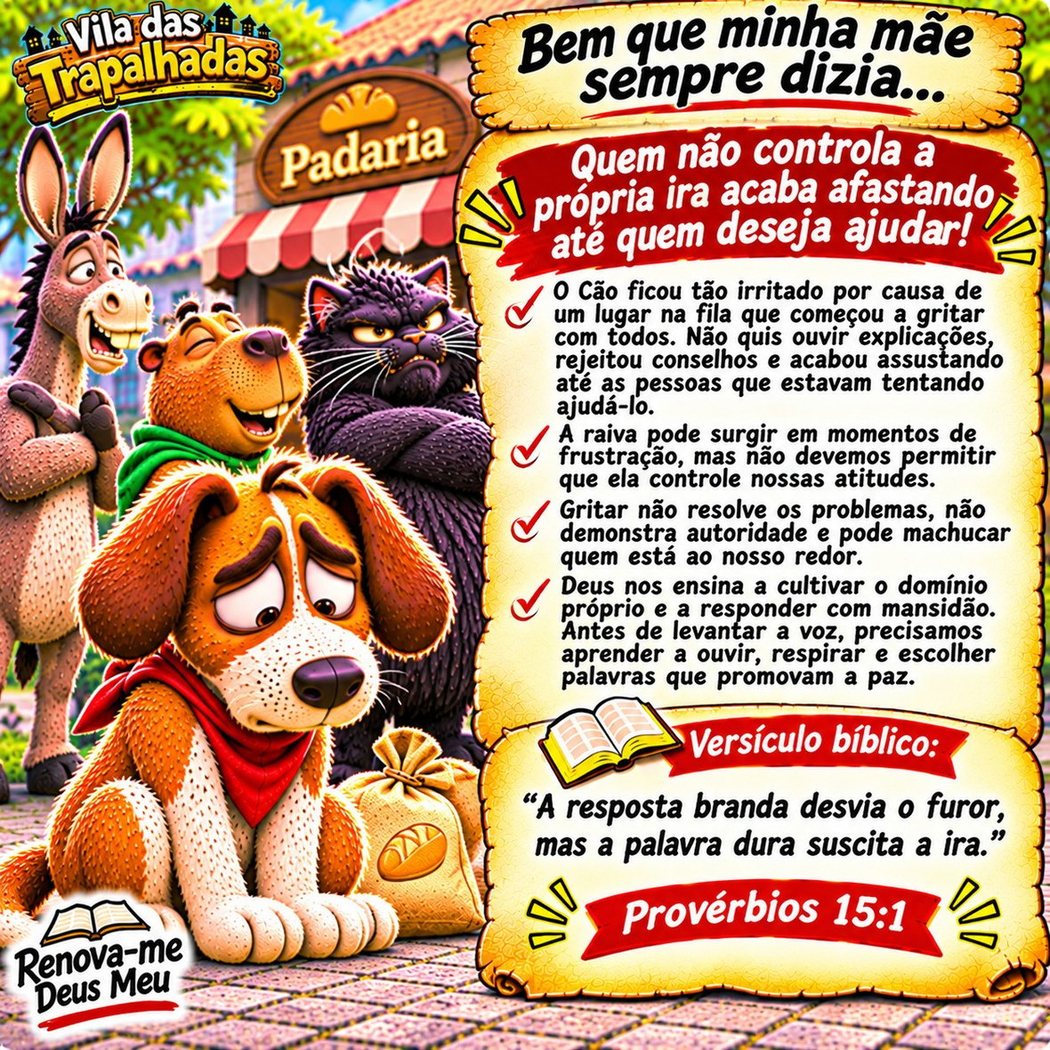 Vila das
Trapalhadas
Padaria
Bem que minha mãe
sempre dizia...
Quem não controla a
própria ira acaba afastando
até quem deseja ajudar!
O Cão ficou tão irritado por causa de
um lugar na fila que começou a gritar
com todos. Não quis ouvir explicações,
rejeitou conselhos e acabou assustando
até as pessoas que estavam tentando
ajudá-lo.
A raiva pode surgir em momentos de
frustração, mas não devemos permitir
que ela controle nossas atitudes.
Gritar não resolve os problemas, não
demonstra autoridade e pode machucar
quem está ao nosso redor.
Deus nos ensina a cultivar o domínio
próprio e a responder com mansidão.
Antes de levantar a voz, precisamos
aprender a ouvir, respirar e escolher
palavras que promovam a paz.
Versículo bíblico:
“A resposta branda desvia o furor,
mas a palavra dura suscita a ira.”
Provérbios 15:1
Renova-me
Deus Meu